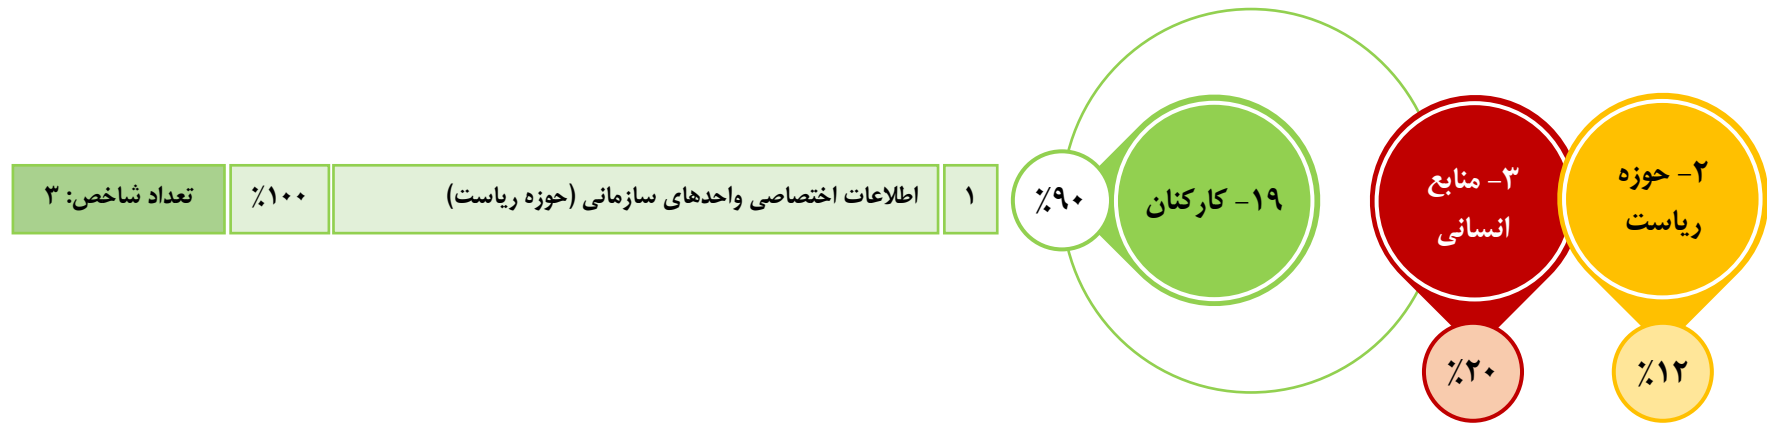 ۲- حوزه
ریاست
٪۱۲
۳- منابع
انسانی
٪۲۰
۱۹- کارکنان
٪۹۰
۱
اطلاعات اختصاصی واحدهای سازمانی (حوزه ریاست)
٪۱۰۰
تعداد شاخص: ۳